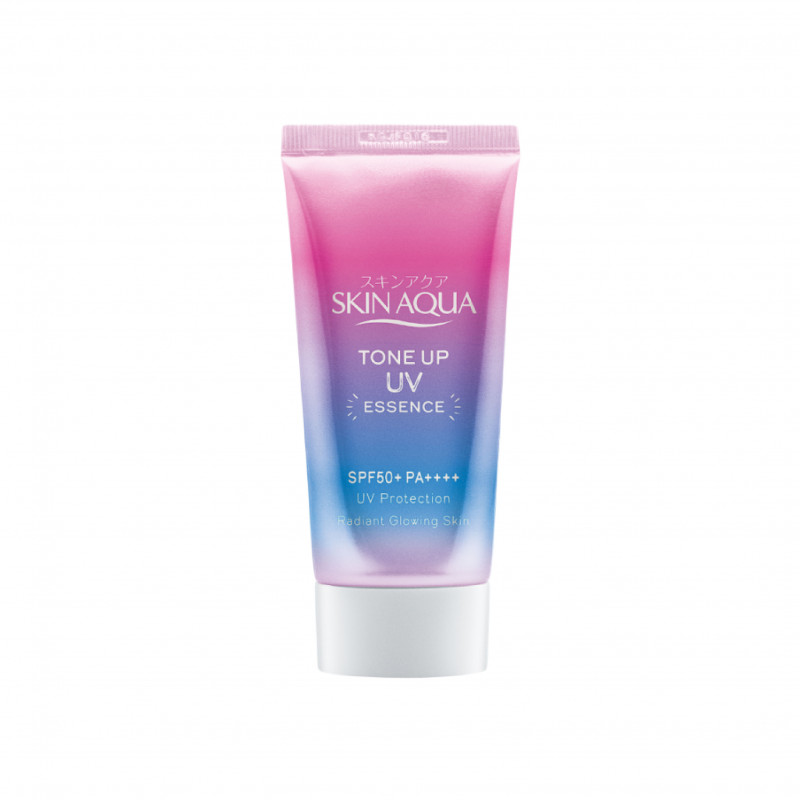 スキンアクア
SKIN AQUA
TONE UP
UV
ESSENCE
SPF50+ PA++++
UV Protection
Radiant Glowing Skin